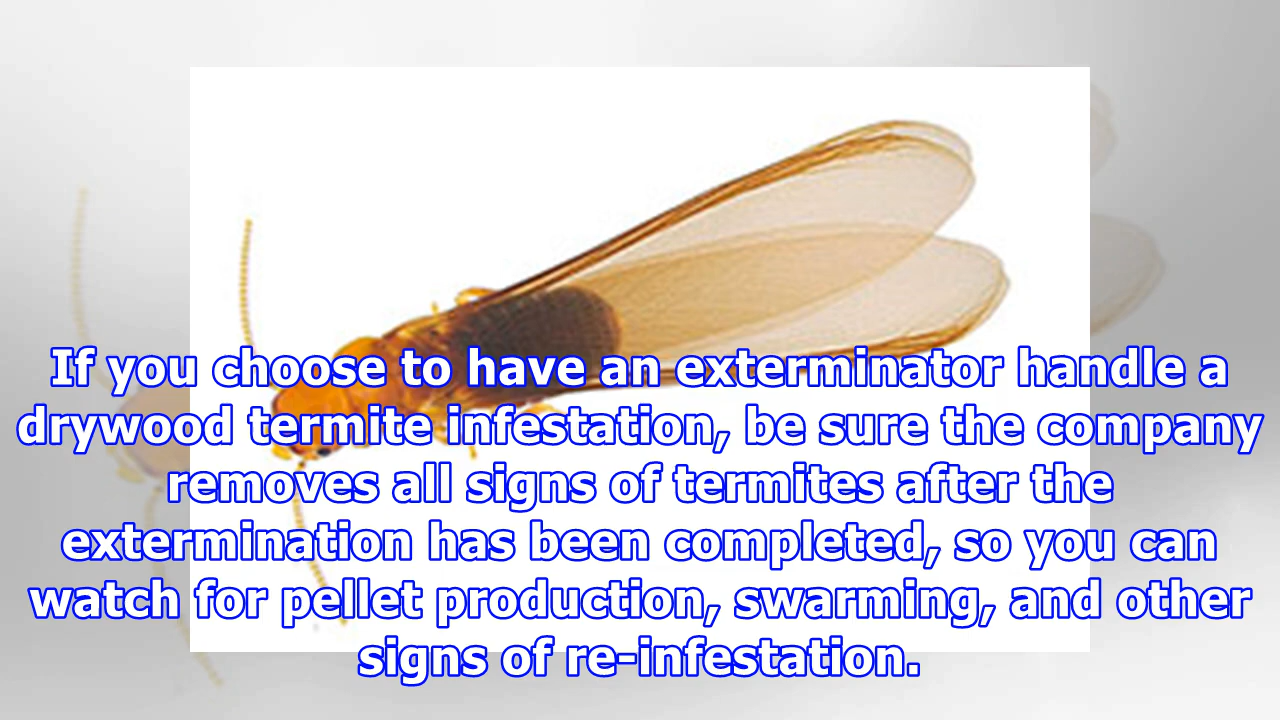 If you choose to have an exterminator handle a
drywood termite infestation, be sure the company
removes all signs of termites after the
extermination has been completed, so you can
watch for pellet production, swarming, and other
signs of re-infestation.